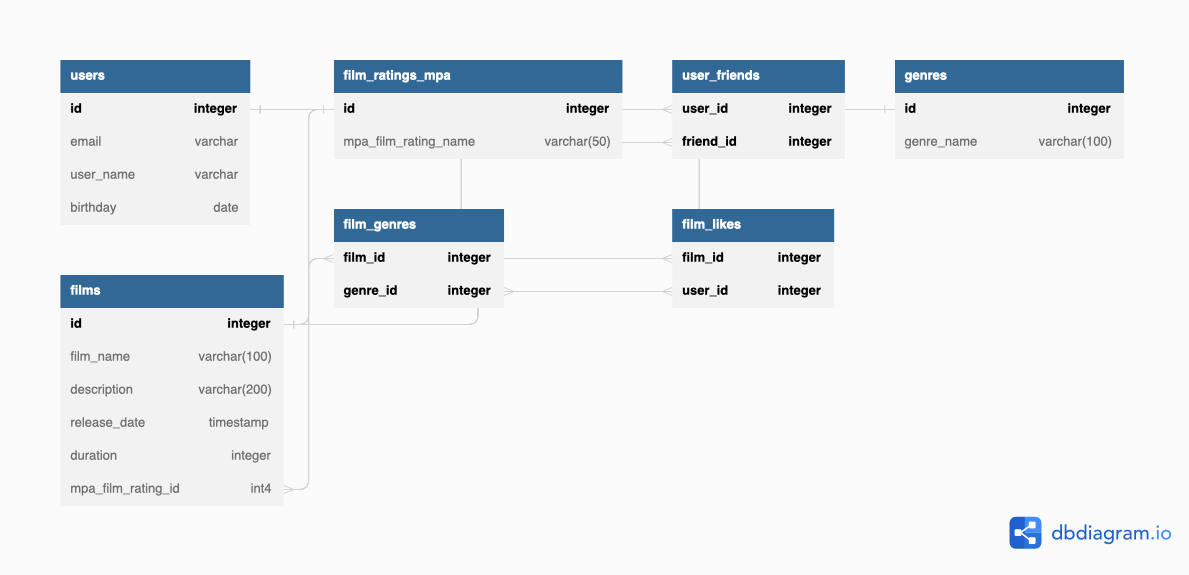 users
id integer
email varchar
user_name varchar
birthday date
film_ratings_mpa
id integer
mpa_film_rating_name varchar(50)
user_friends
user_id integer
friend_id integer
genres
id integer
genre_name varchar(100)
film_genres
film_id integer
genre_id integer
film_likes
film_id integer
user_id integer
films
id integer
film_name varchar(100)
description varchar(200)
release_date timestamp
duration integer
mpa_film_rating_id int4
dbdiagram.io